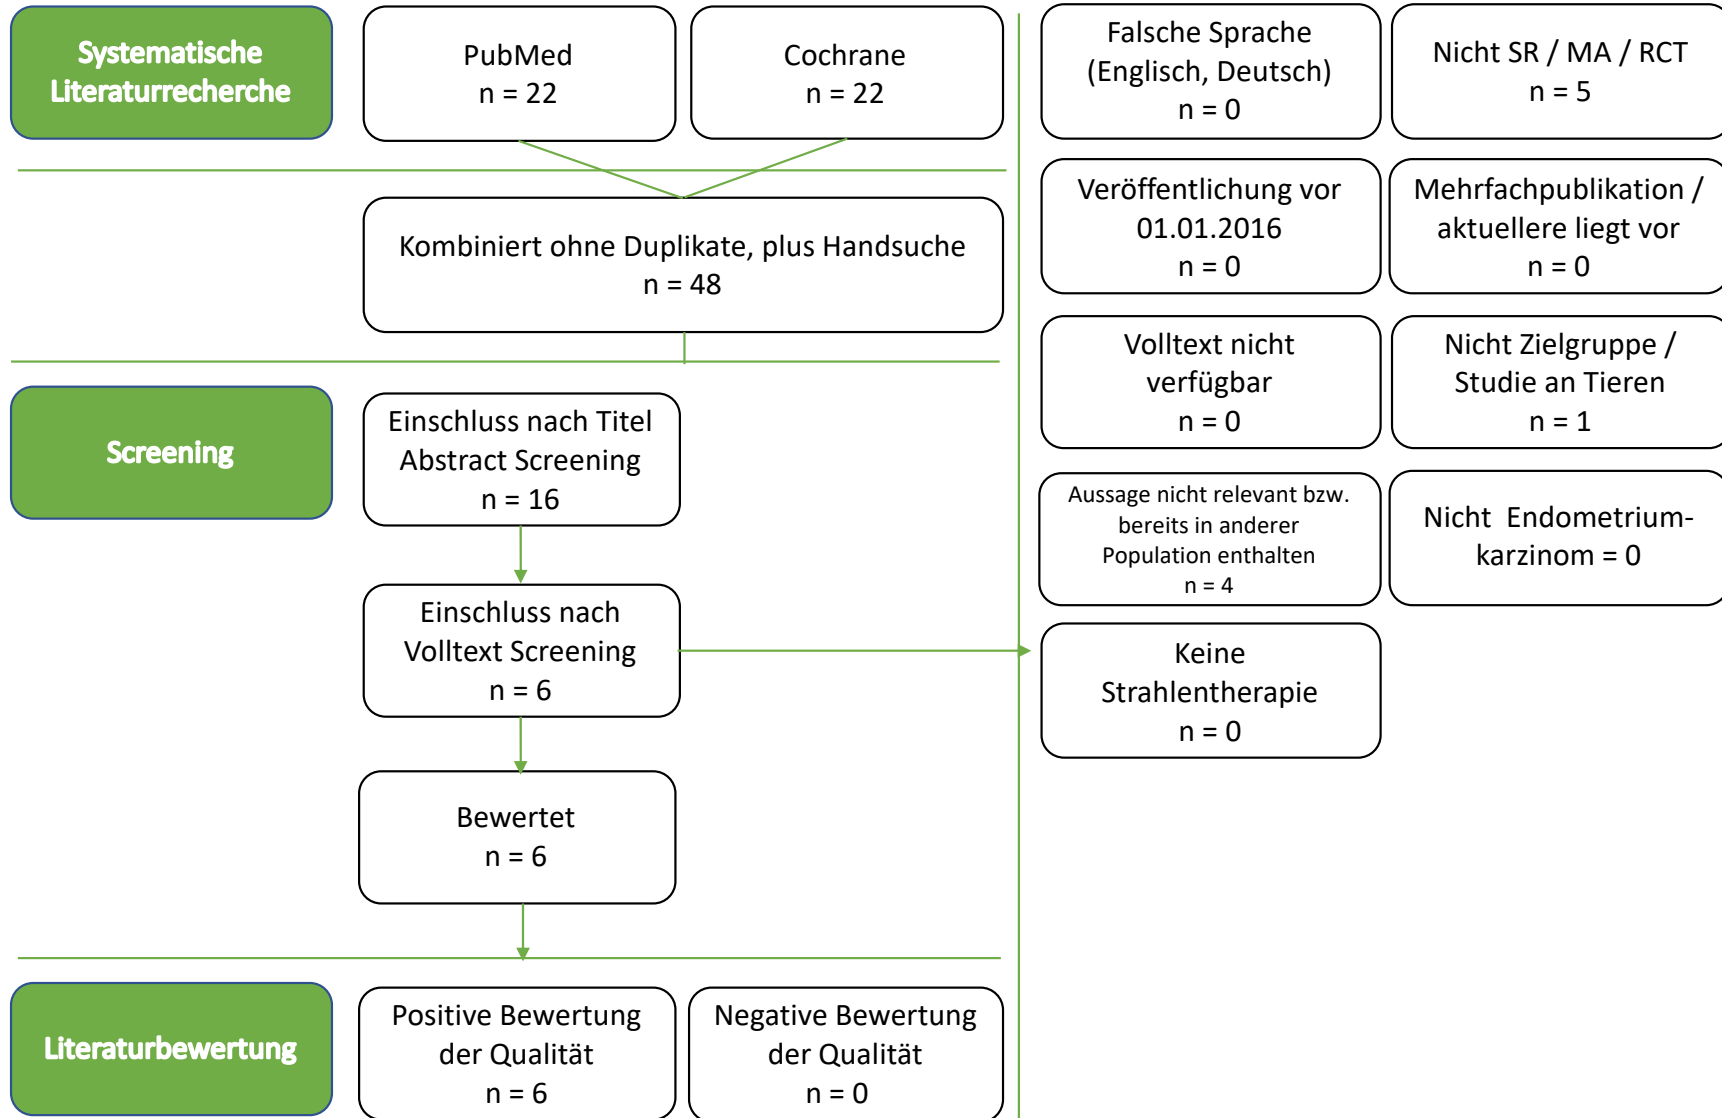 Systematische
Literaturrecherche
PubMed
n = 22
Cochrane
n = 22
Kombiniert ohne Duplikate, plus Handsuche
n = 48
Screening
Einschluss nach Titel
Abstract Screening
n = 16
Einschluss nach
Volltext Screening
n = 6
Bewertet
n = 6
Literaturbewertung
Positive Bewertung
der Qualität
n = 6
Negative Bewertung
der Qualität
n = 0
Falsche Sprache
(Englisch, Deutsch)
n = 0
Nicht SR / MA / RCT
n = 5
Veröffentlichung vor
01.01.2016
n = 0
Mehrfachpublikation /
aktuellere liegt vor
n = 0
Volltext nicht
verfügbar
n = 0
Nicht Zielgruppe /
Studie an Tieren
n = 1
Aussage nicht relevant bzw.
bereits in anderer
Population enthalten
n = 4
Nicht  Endometrium-
karzinom = 0
Keine
Strahlentherapie
n = 0